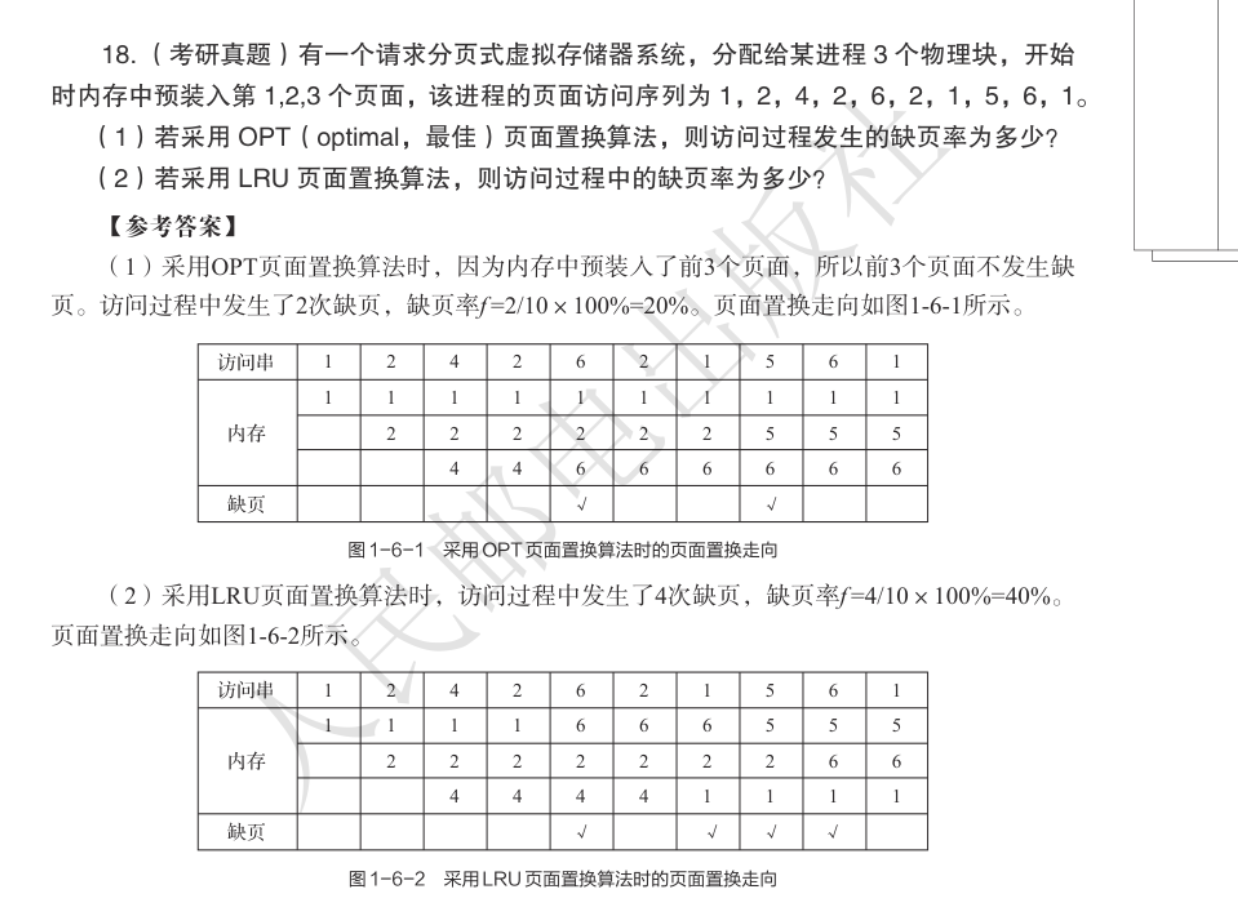 18.（考研真题）有一个请求分页式虚拟存储器系统，分配给某进程 3 个物理块，开始
时内存中预装入第 1,2,3 个页面，该进程的页面访问序列为 1，2，4，2，6，2，1，5，6，1。
（1）若采用 OPT（optimal，最佳）页面置换算法，则访问过程发生的缺页率为多少？
（2）若采用 LRU 页面置换算法，则访问过程中的缺页率为多少？
【参考答案】
（1）采用OPT页面置换算法时，因为内存中预装入了前3个页面，所以前3个页面不发生缺
页。访问过程中发生了2次缺页，缺页率f=2/10×100%=20%。页面置换走向如图1-6-1所示。
访问串 1 2 4 2 6 2 1 5 6 1
1 1 1 1 1 1 1 1 1 1
内存 2 2 2 2 2 2 5 5 5
4 4 6 6 6 6 6 6
缺页 √ √
图1-6-1 采用OPT页面置换算法时的页面置换走向
（2）采用LRU页面置换算法时，访问过程中发生了4次缺页，缺页率f=4/10×100%=40%。
页面置换走向如图1-6-2所示。
访问串 1 2 4 2 6 2 1 5 6 1
1 1 1 1 6 6 6 5 5 5
内存 2 2 2 2 2 2 2 6 6
4 4 4 4 1 1 1 1
缺页 √ √ √ √
图1-6-2 采用LRU页面置换算法时的页面置换走向
人民邮电出版社